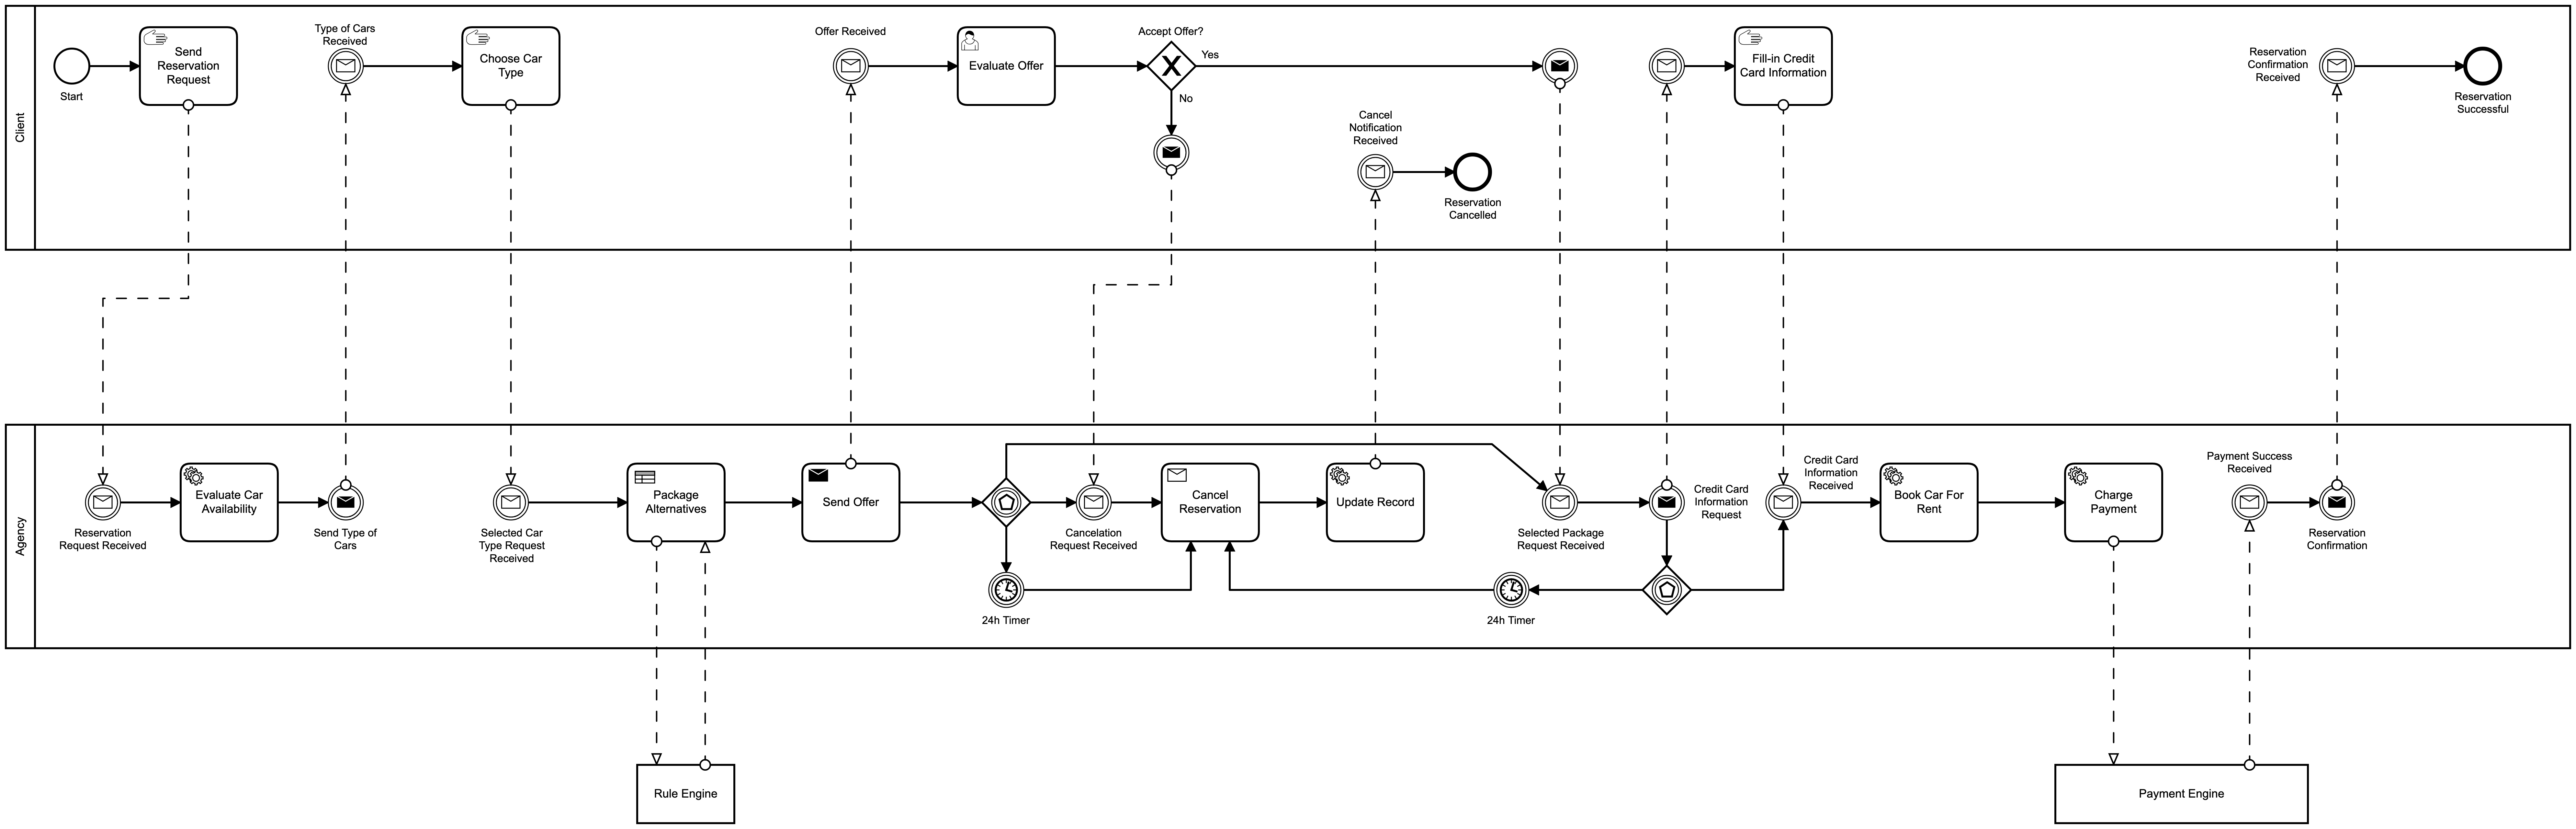 Client
Start
Send
Reservation
Request
Type of Cars
Received
Choose Car
Type
Offer Received
Evaluate Offer
Accept Offer?
Yes
No
Cancel
Notification
Received
Reservation
Cancelled
Fill-in Credit
Card Information
Reservation
Confirmation
Received
Reservation
Successful
Agency
Reservation
Request Received
Evaluate Car
Availability
Send Type of
Cars
Selected Car
Type Request
Received
Package
Alternatives
Send Offer
24h Timer
Cancelation
Request Received
Cancel
Reservation
Update Record
24h Timer
Selected Package
Request Received
Credit Card
Information
Request
Credit Card
Information
Received
Book Car For
Rent
Charge
Payment
Payment Success
Received
Reservation
Confirmation
Rule Engine
Payment Engine